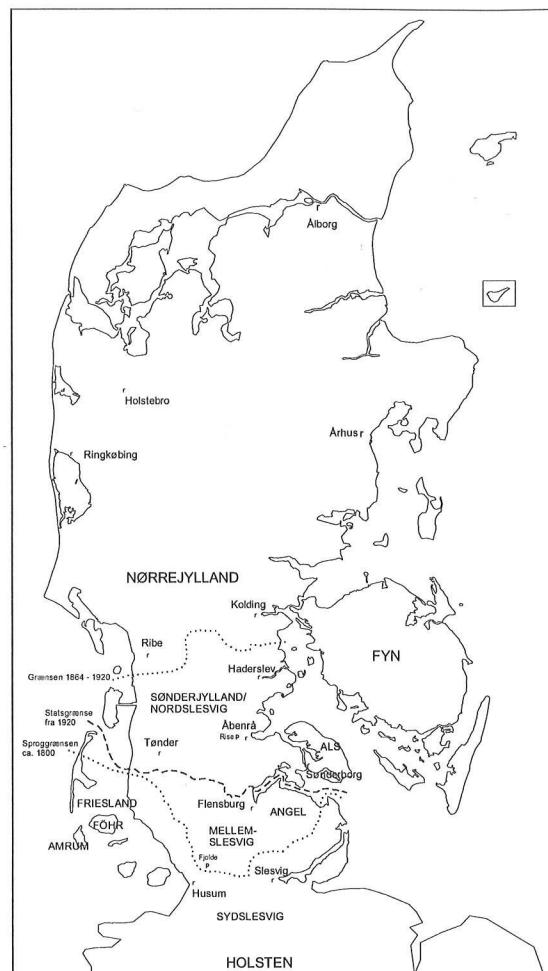 r
Ålborg
r
Holstebro
Århus r
r
Ringkøbing
NØRREJYLLAND
Kolding
r
Ribe
r
FYN
Haderslev
r
Grænsen 1864 - 1920
SØNDERJYLLAND/
NORDSLESVIG
Statsgrænse
fra 1920
Åbenrå
Rise P r
Sproggrænsen
ca. 1800
Tønder
r
ALS
Sønderborg
r
Flensburg
r
FRIESLAND
ANGEL
FÖHR
MELLEM-
SLESVIG
AMRUM
Fjolde
P
Slesvig
r
r
Husum
SYDSLESVIG
HOLSTEN